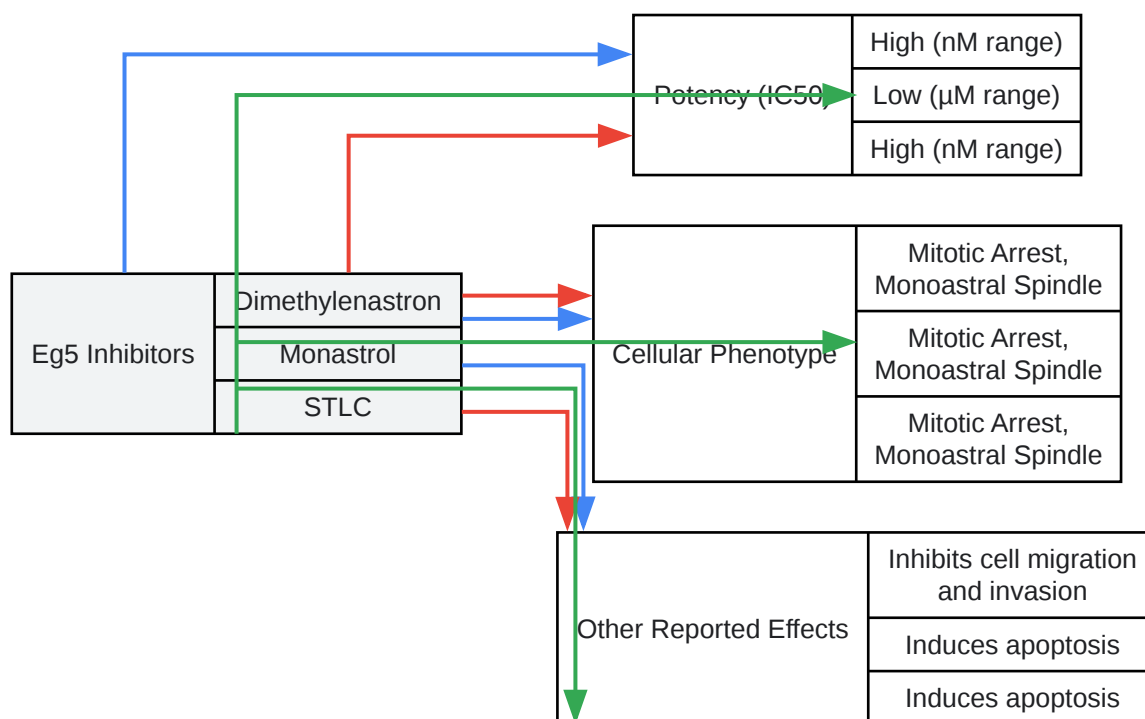 High (nM range)
Potency (IC50)
Low (µM range)
High (nM range)
Eg5 Inhibitors
Dimethylenastron
Monastrol
STLC
Cellular Phenotype
Mitotic Arrest,
Monoastral Spindle
Mitotic Arrest,
Monoastral Spindle
Mitotic Arrest,
Monoastral Spindle
Other Reported Effects
Inhibits cell migration
and invasion
Induces apoptosis
Induces apoptosis